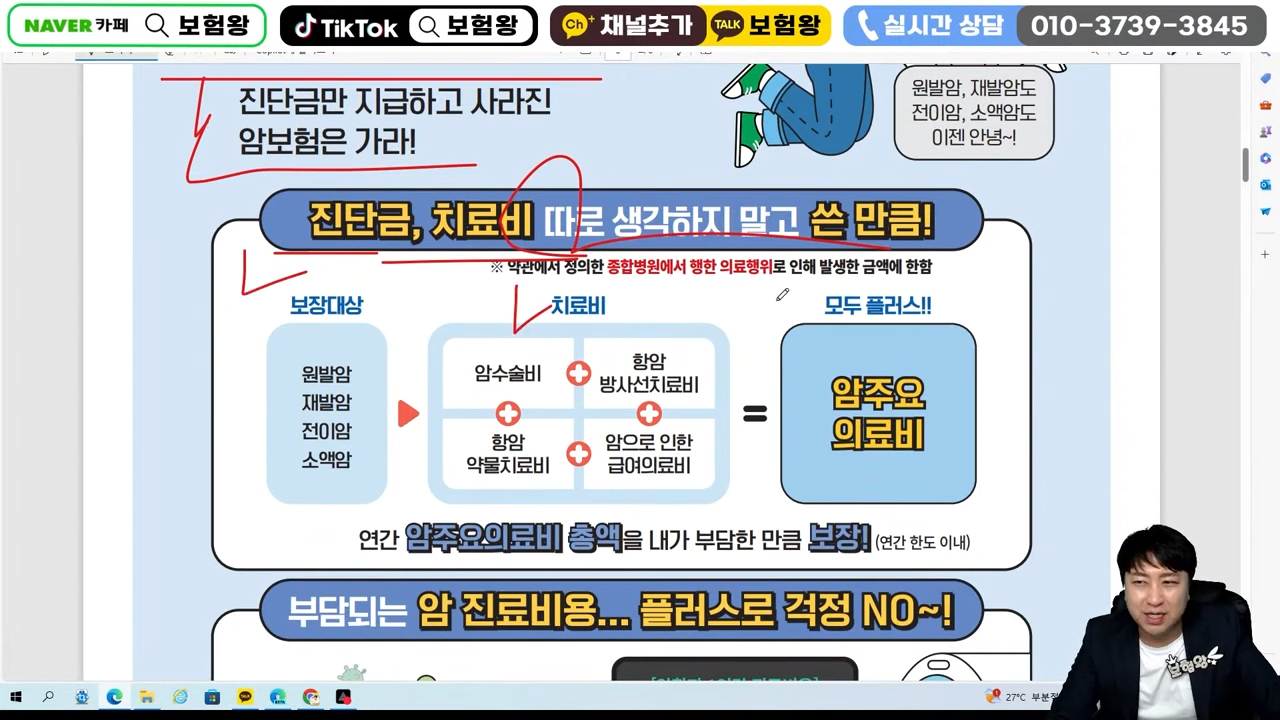 NAVER 카페 보험왕
TikTok 보험왕
Ch+ 채널추가 TALK 보험왕
실시간 상담 010-3739-3845
진단금만 지급하고 사라진
암보험은 가라!
원발암, 재발암도
전이암, 소액암도
이젠 안녕~!
진단금, 치료비 따로 생각하지 말고 쓴 만큼!
※ 약관에서 정의한 종합병원에서 행한 의료행위로 인해 발생한 금액에 한함
보장대상
치료비
모두 플러스!!
원발암
재발암
전이암
소액암
암수술비
항암
방사선치료비
항암
약물치료비
암으로 인한
급여의료비
암주요
의료비
연간 암주요의료비 총액을 내가 부담한 만큼 보장! (연간 한도 이내)
부담되는 암 진료비용... 플러스로 걱정 NO~!
보험왕
27°C